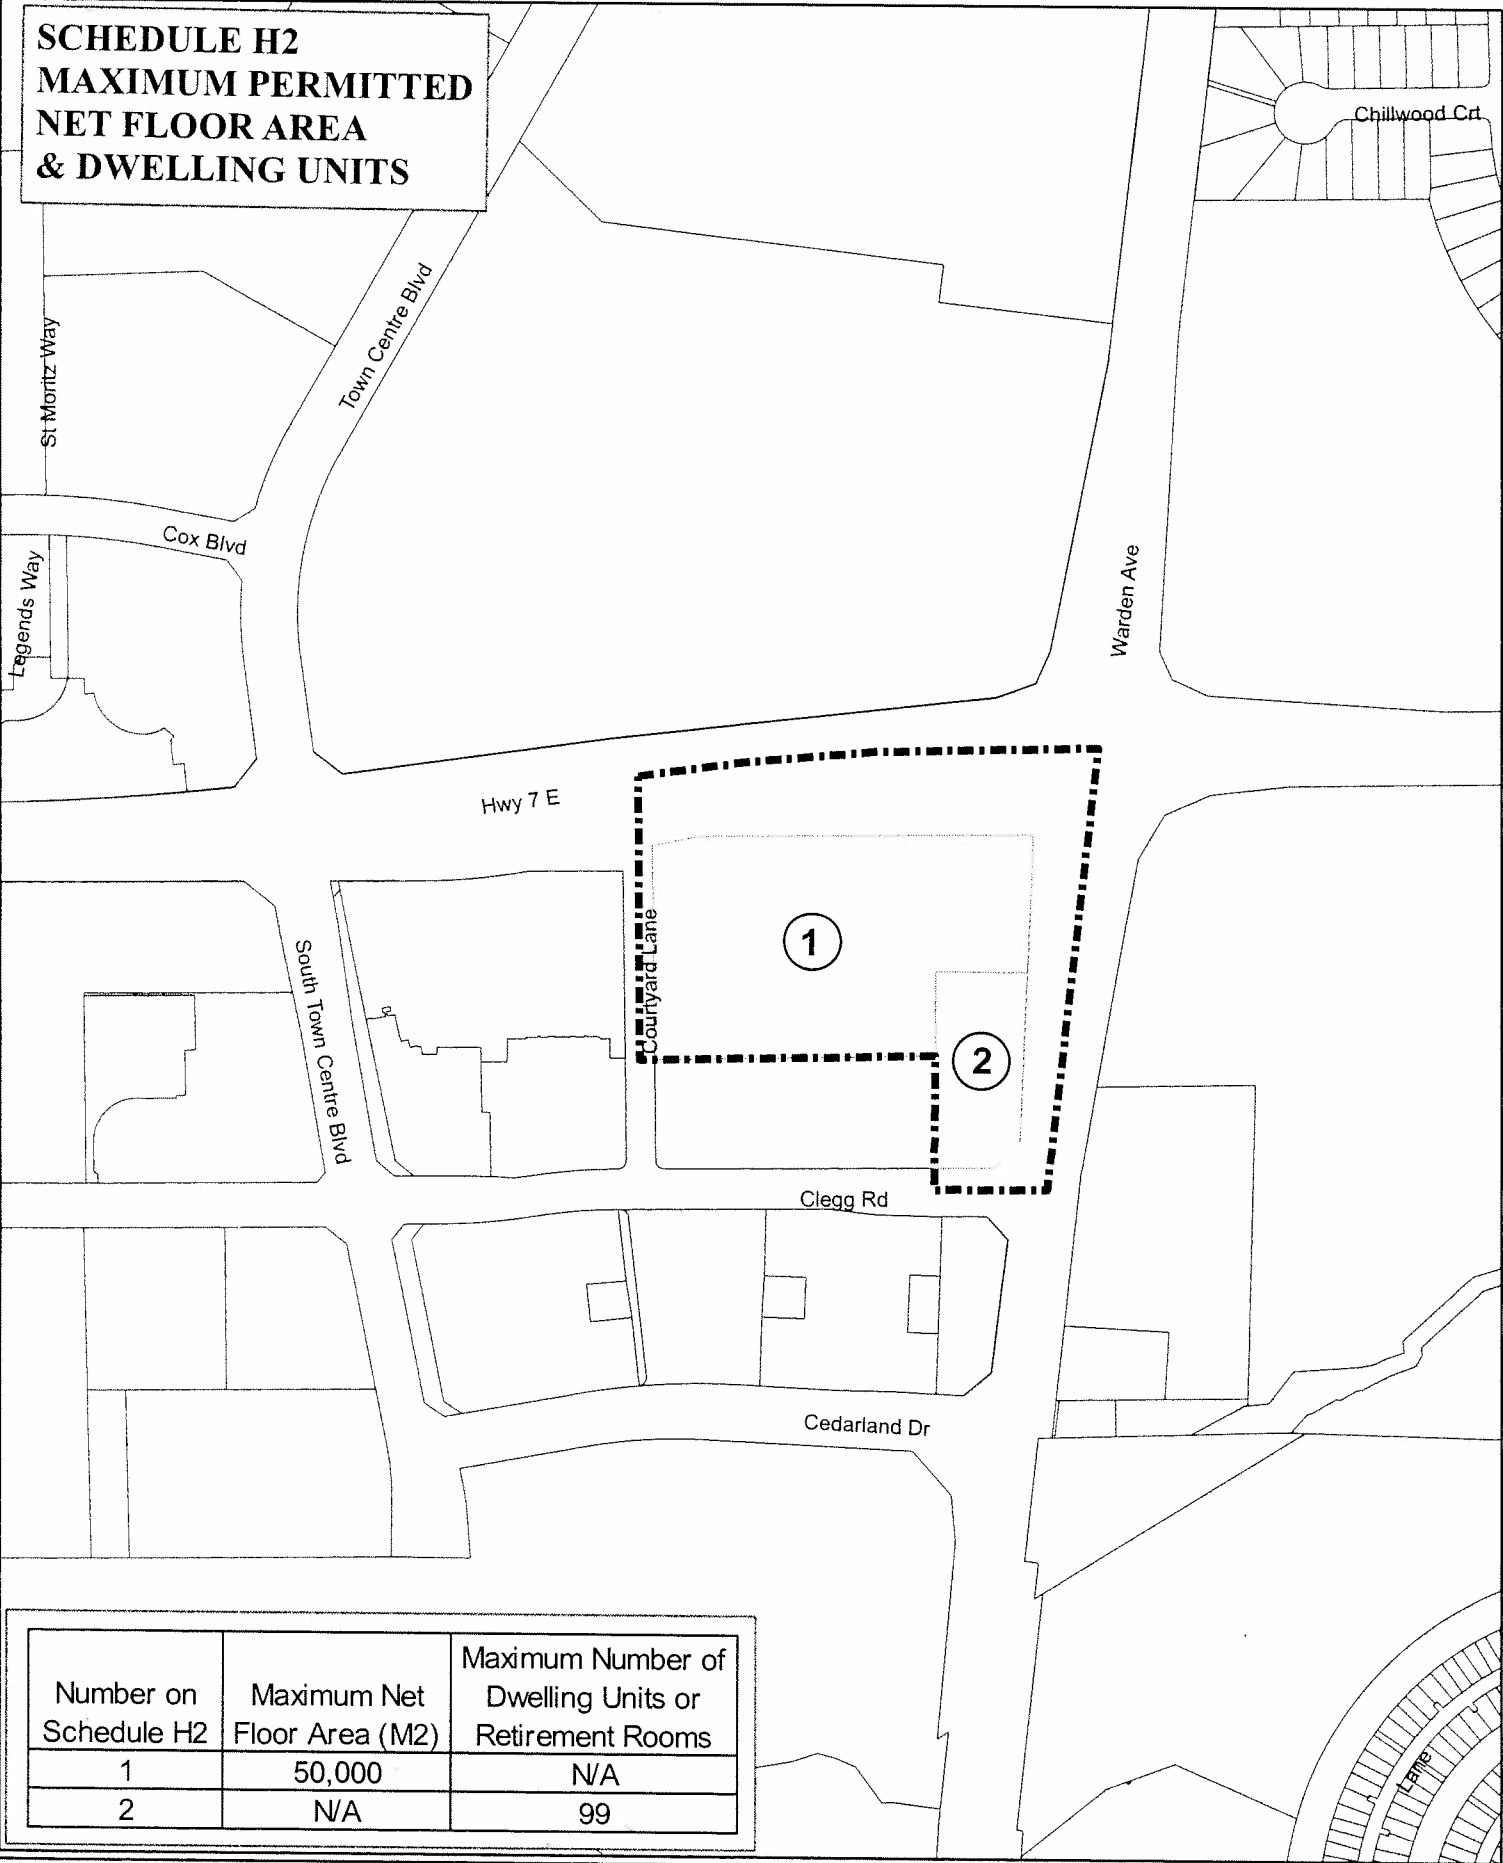 SCHEDULE H2
MAXIMUM PERMITTED
NET FLOOR AREA
& DWELLING UNITS
Chillwood Crt
Town Centre Blvd
St Moritz Way
Cox Blvd
Legends Way
Warden Ave
Hwy 7 E
Courtyard Lane
1
South Town Centre Blvd
2
Clegg Rd
Cedarland Dr
Lane
Number on Schedule H2
Maximum Net Floor Area (M2)
Maximum Number of Dwelling Units or Retirement Rooms
1 50,000 N/A
2 N/A 99